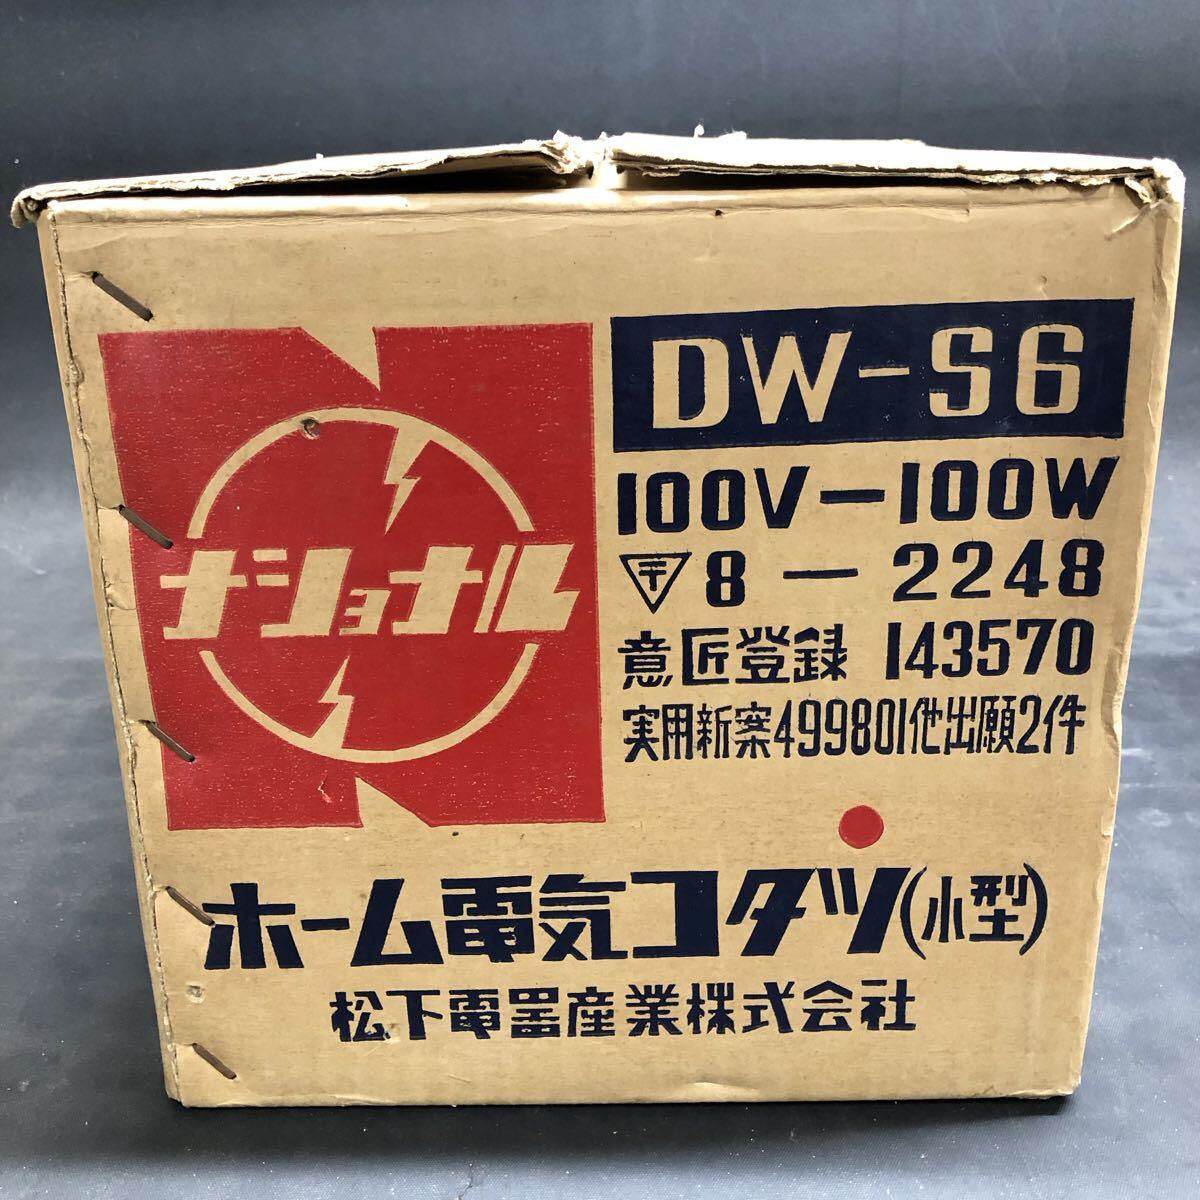 ナショナル
DW-S6
100V-100W
〒8-2248
意匠登録 143570
実用新案499801他出願2件
ホーム電気コタツ(小型)
松下電器産業株式会社